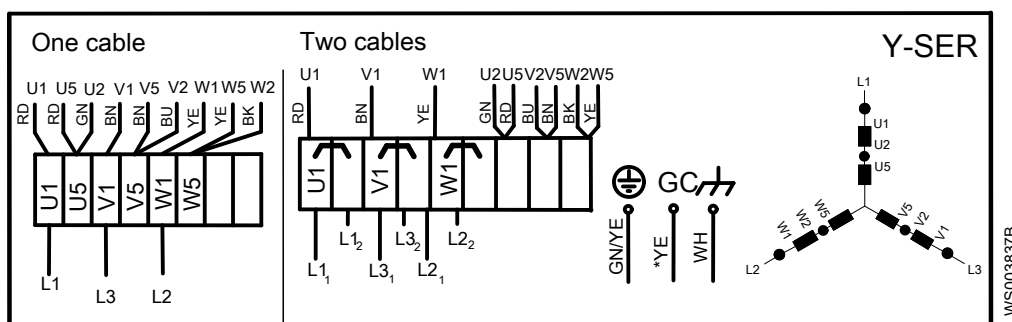 One cable
Two cables
Y-SER
U1 U5 U2 V1 V5 V2 W1 W5 W2
RD RD GN BN BN BU YE YE BK
U1 U5 V1 V5 W1 W5
L1 L3 L2
U1 V1 W1 U2 U5 V2 V5 W2 W5
RD BN YE GN RD BU BN BK YE
U1 V1 W1
L1₂ L3₂ L2₂
L1₁ L3₁ L2₁
GC
GN/YE *YE WH
L1
U1
U2
U5
W1 W2 W5
V5 V2 V1
L2 L3
WS003837B